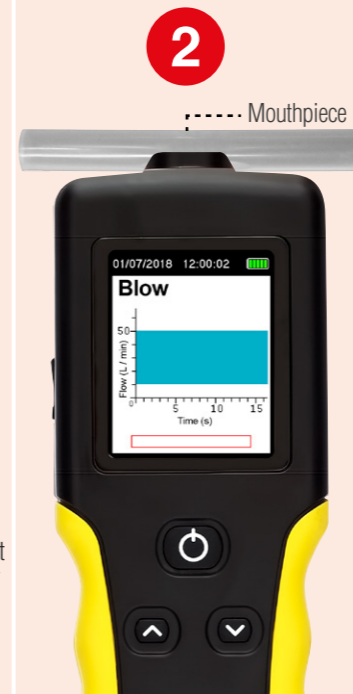 2
Mouthpiece
01/07/2018 12:00:02
Blow
50
Flow (L / min)
0
5 10 15
Time (s)
t